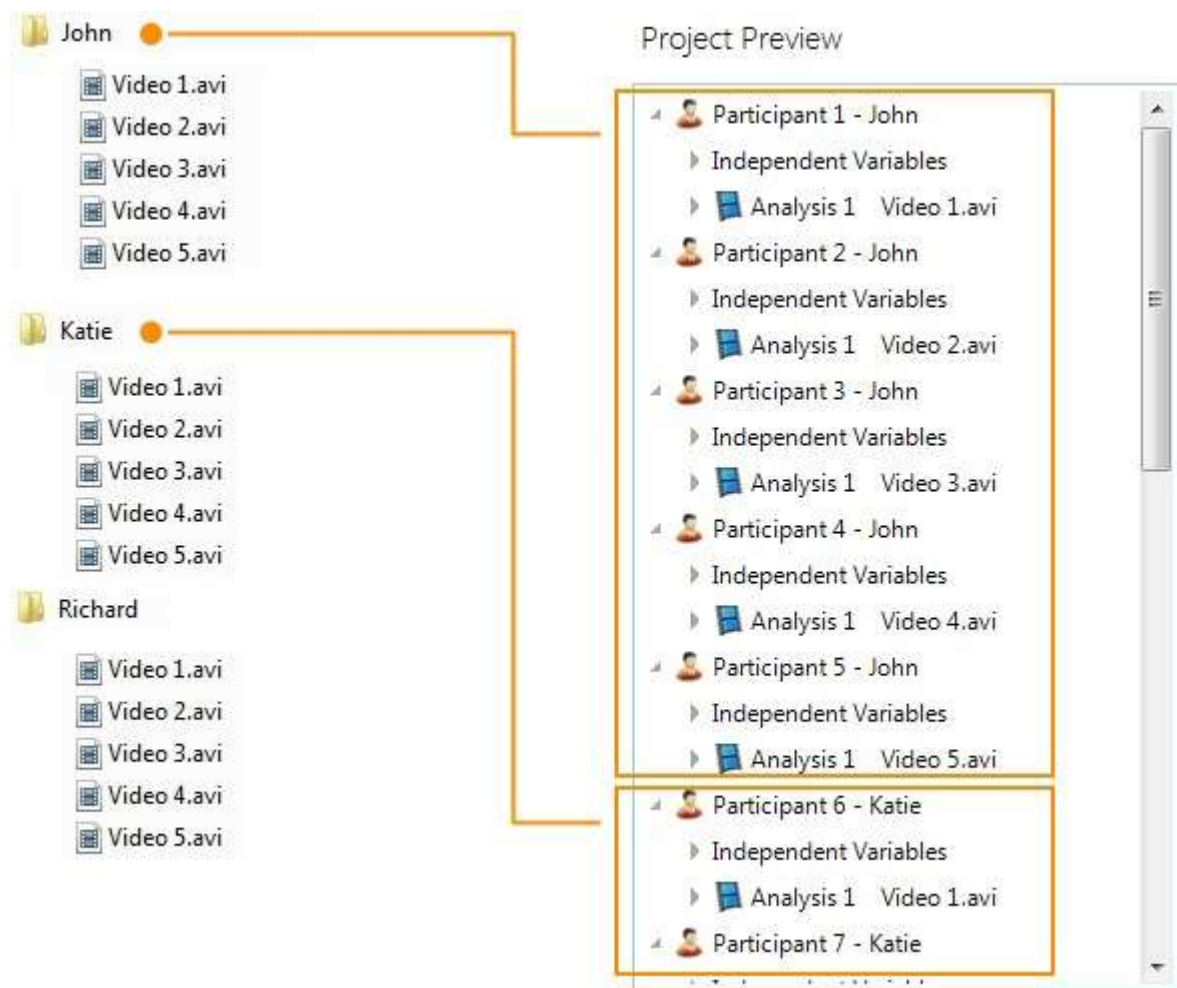 John
Video 1.avi
Video 2.avi
Video 3.avi
Video 4.avi
Video 5.avi
Katie
Video 1.avi
Video 2.avi
Video 3.avi
Video 4.avi
Video 5.avi
Richard
Video 1.avi
Video 2.avi
Video 3.avi
Video 4.avi
Video 5.avi
Project Preview
Participant 1 - John
Independent Variables
Analysis 1 Video 1.avi
Participant 2 - John
Independent Variables
Analysis 1 Video 2.avi
Participant 3 - John
Independent Variables
Analysis 1 Video 3.avi
Participant 4 - John
Independent Variables
Analysis 1 Video 4.avi
Participant 5 - John
Independent Variables
Analysis 1 Video 5.avi
Participant 6 - Katie
Independent Variables
Analysis 1 Video 1.avi
Participant 7 - Katie